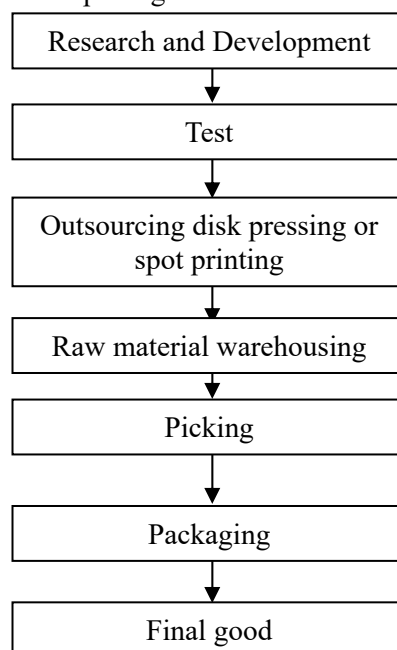 Research and Development
Test
Outsourcing disk pressing or
spot printing
Raw material warehousing
Picking
Packaging
Final good